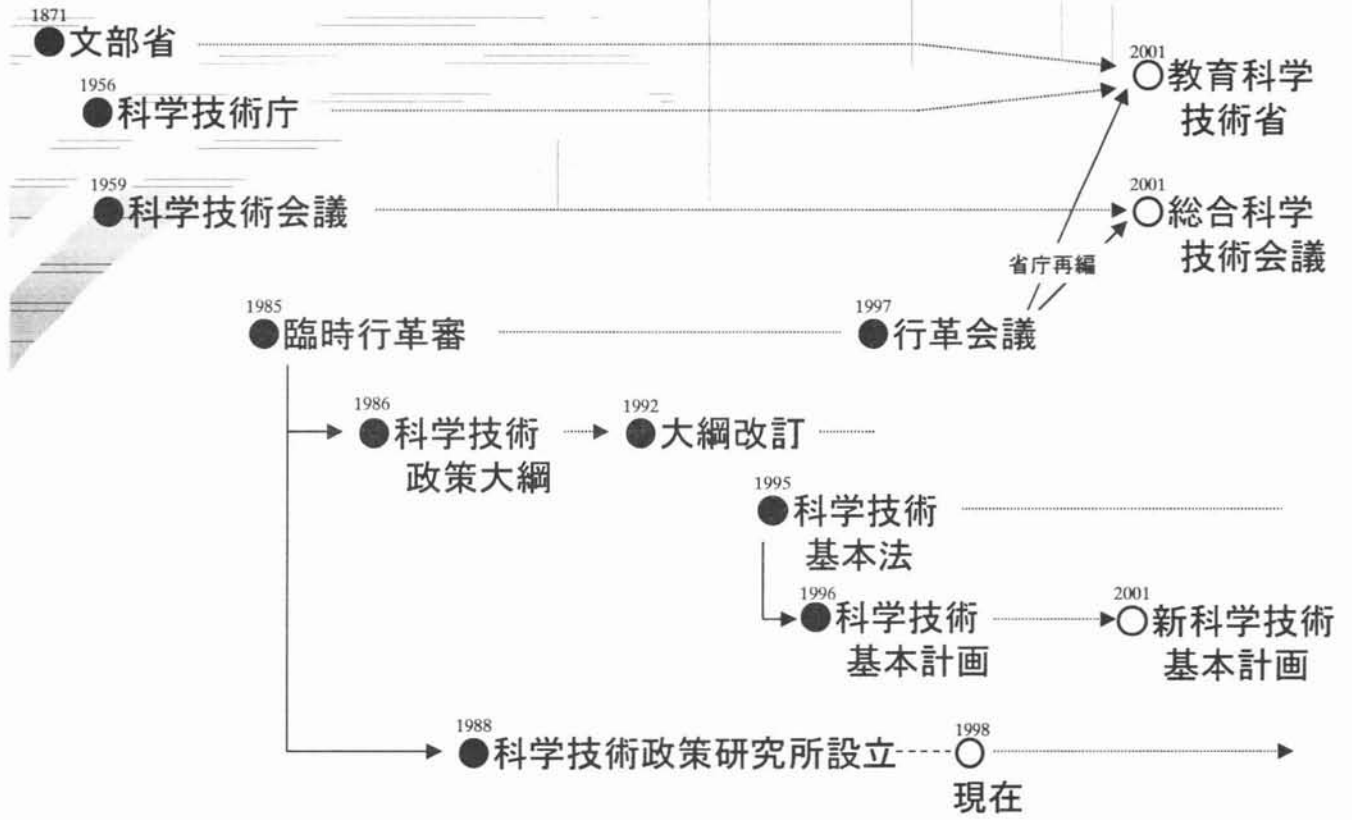 1871
文部省
2001
教育科学
技術省
1956
科学技術庁
1959
科学技術会議
2001
総合科学
技術会議
省庁再編
1985
臨時行革審
1997
行革会議
1986
科学技術
政策大綱
1992
大綱改訂
1995
科学技術
基本法
1996
科学技術
基本計画
2001
新科学技術
基本計画
1988
科学技術政策研究所設立
1998
現在